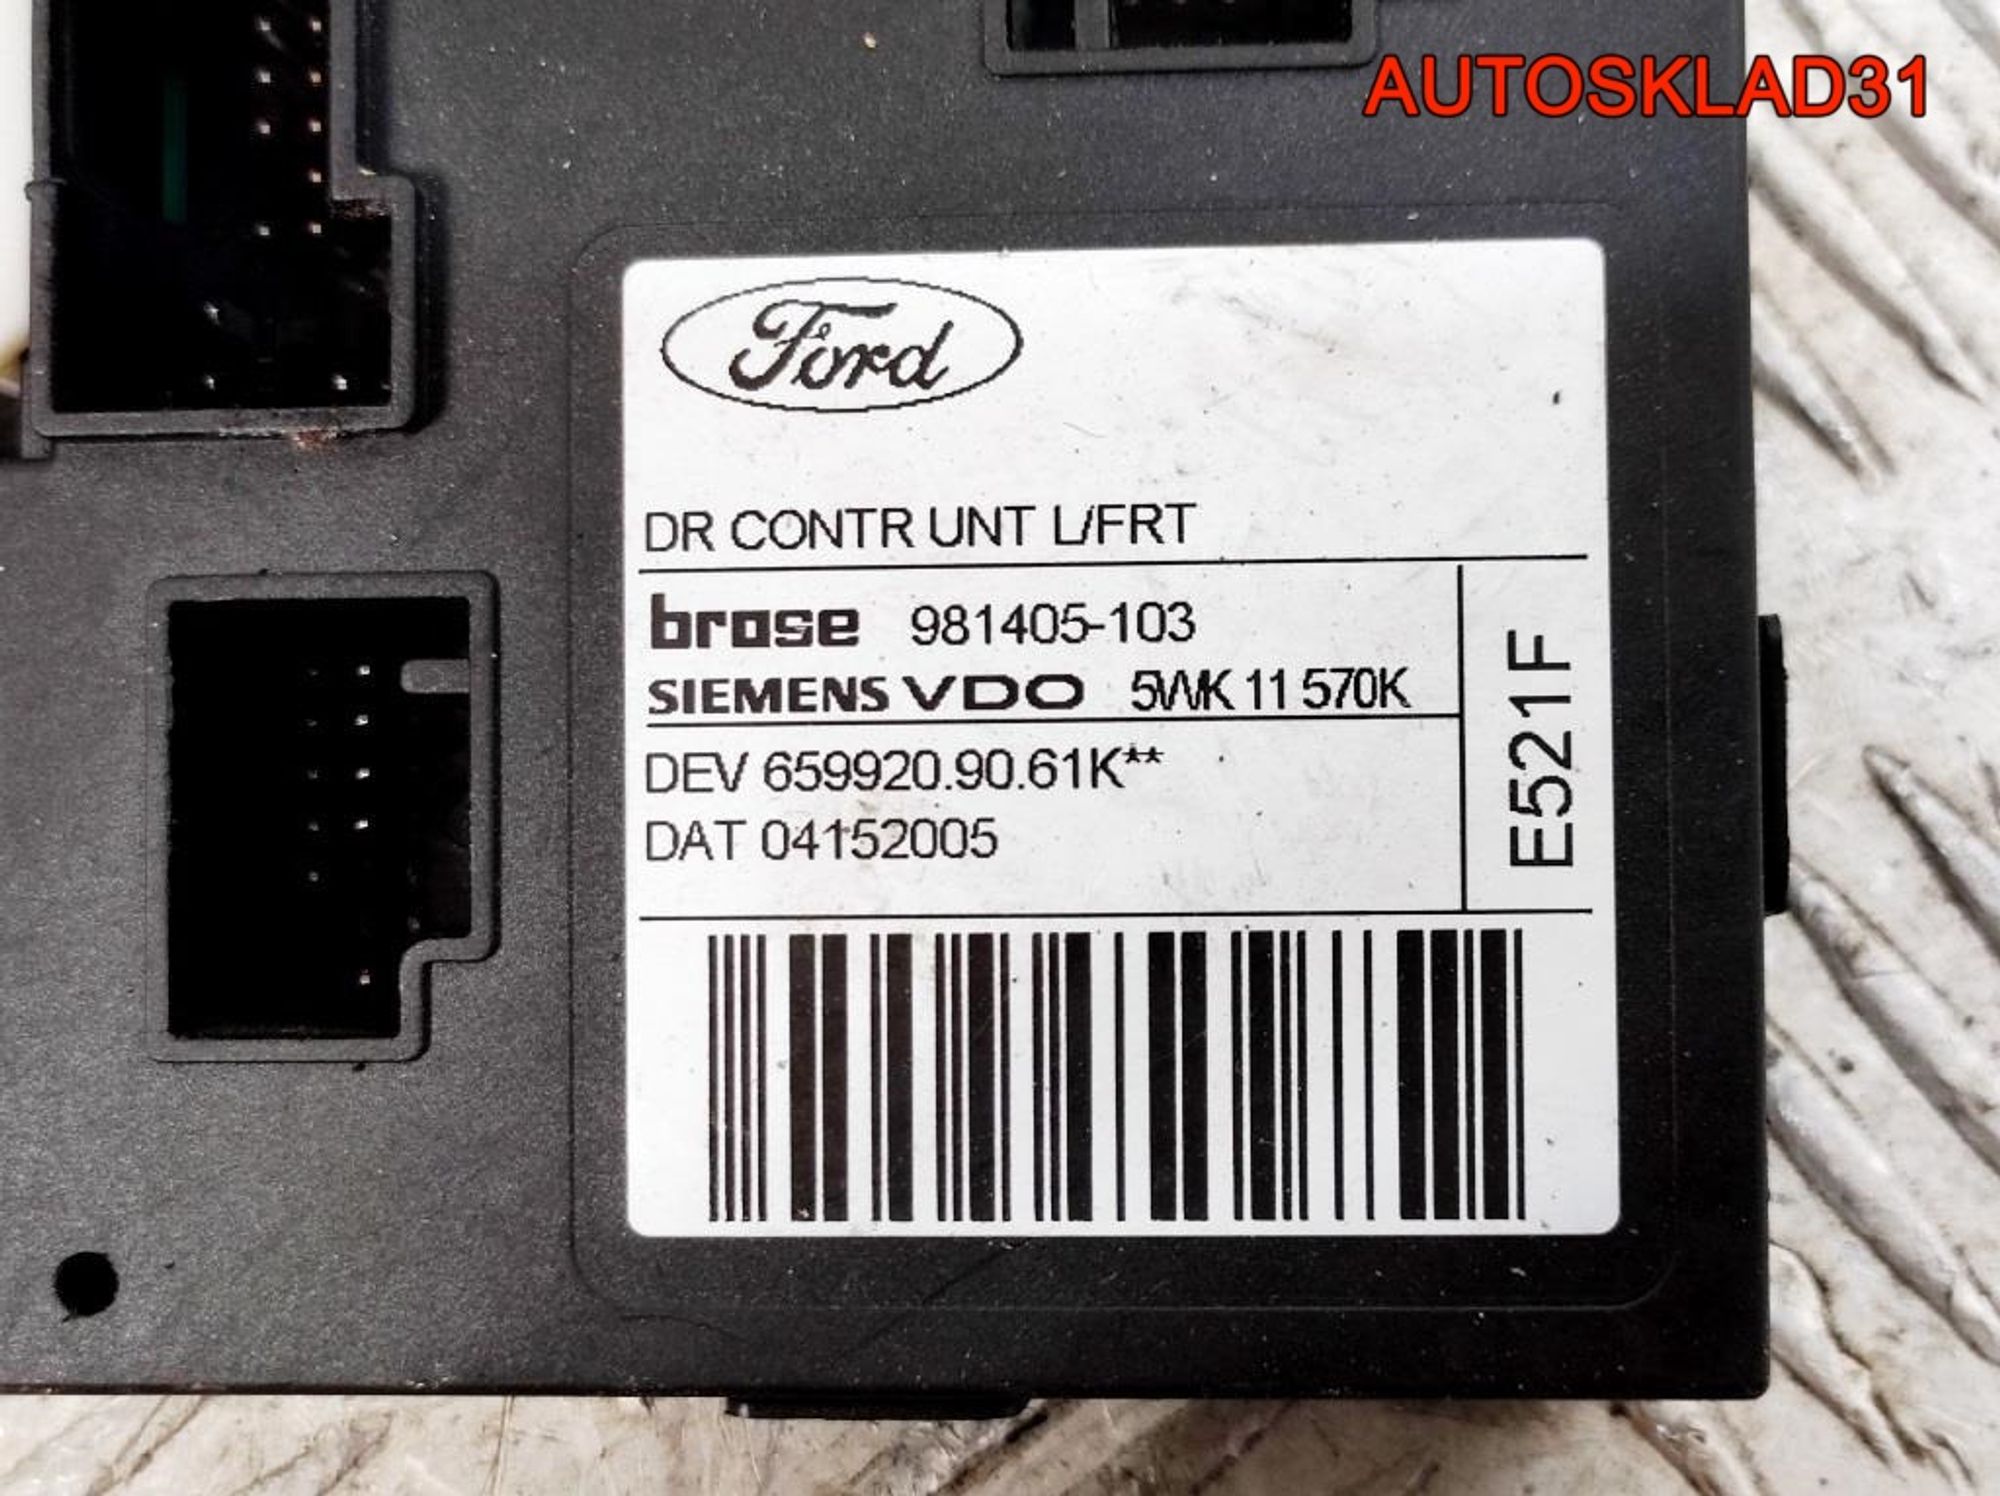 AUTOSKLAD31
Ford
DR CONTR UNT L/FRT
brose 981405-103
SIEMENS VDO 5WK 11 570K
DEV 659920.90.61K**
DAT 04152005
E521F